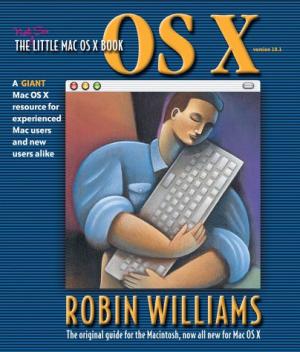 THE LITTLE MAC OS X BOOK
OS X
version 10.1
A GIANT
Mac OS X
resource for
experienced
Mac users
and new
users alike
ROBIN WILLIAMS
The original guide for the Macintosh, now all new for Mac OS X